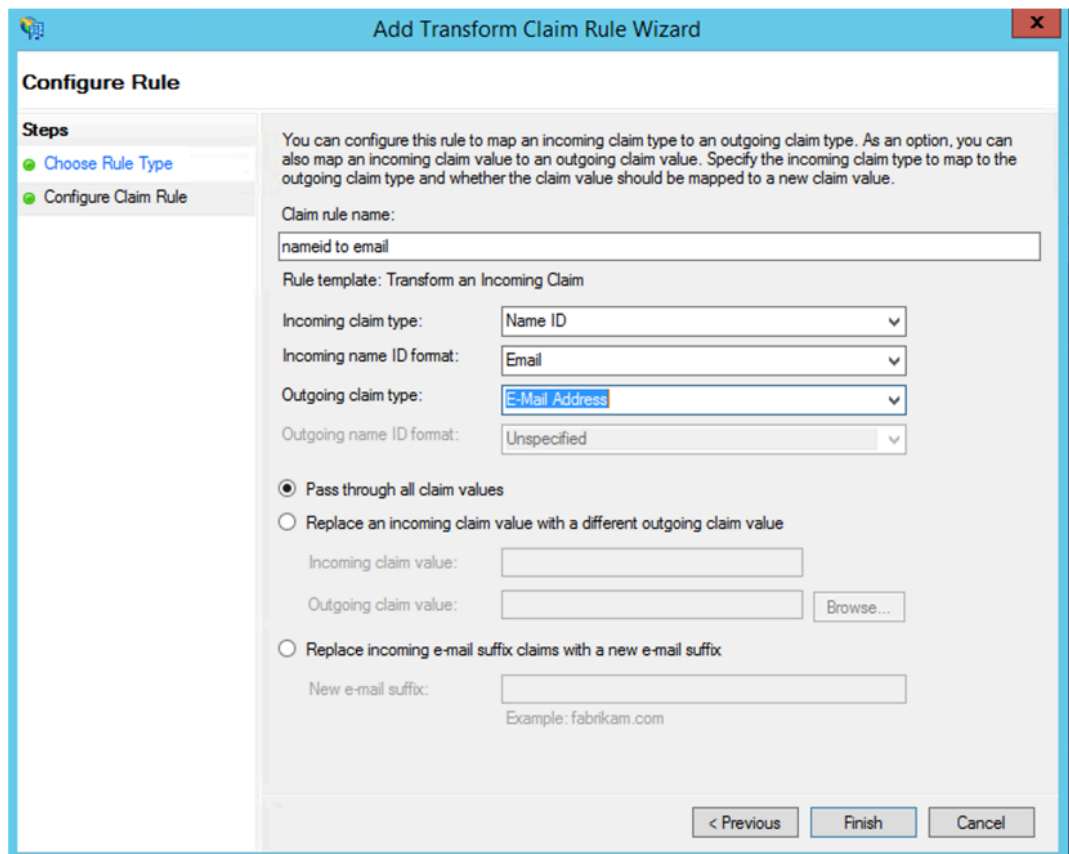 Add Transform Claim Rule Wizard
x
Configure Rule
Steps
Choose Rule Type
Configure Claim Rule
You can configure this rule to map an incoming claim type to an outgoing claim type. As an option, you can
also map an incoming claim value to an outgoing claim value. Specify the incoming claim type to map to the
outgoing claim type and whether the claim value should be mapped to a new claim value.
Claim rule name:
nameid to email
Rule template: Transform an Incoming Claim
Incoming claim type: Name ID
Incoming name ID format: Email
Outgoing claim type: E-Mail Address
Outgoing name ID format: Unspecified
Pass through all claim values
Replace an incoming claim value with a different outgoing claim value
Incoming claim value:
Outgoing claim value: Browse...
Replace incoming e-mail suffix claims with a new e-mail suffix
New e-mail suffix:
Example: fabrikam.com
< Previous Finish Cancel